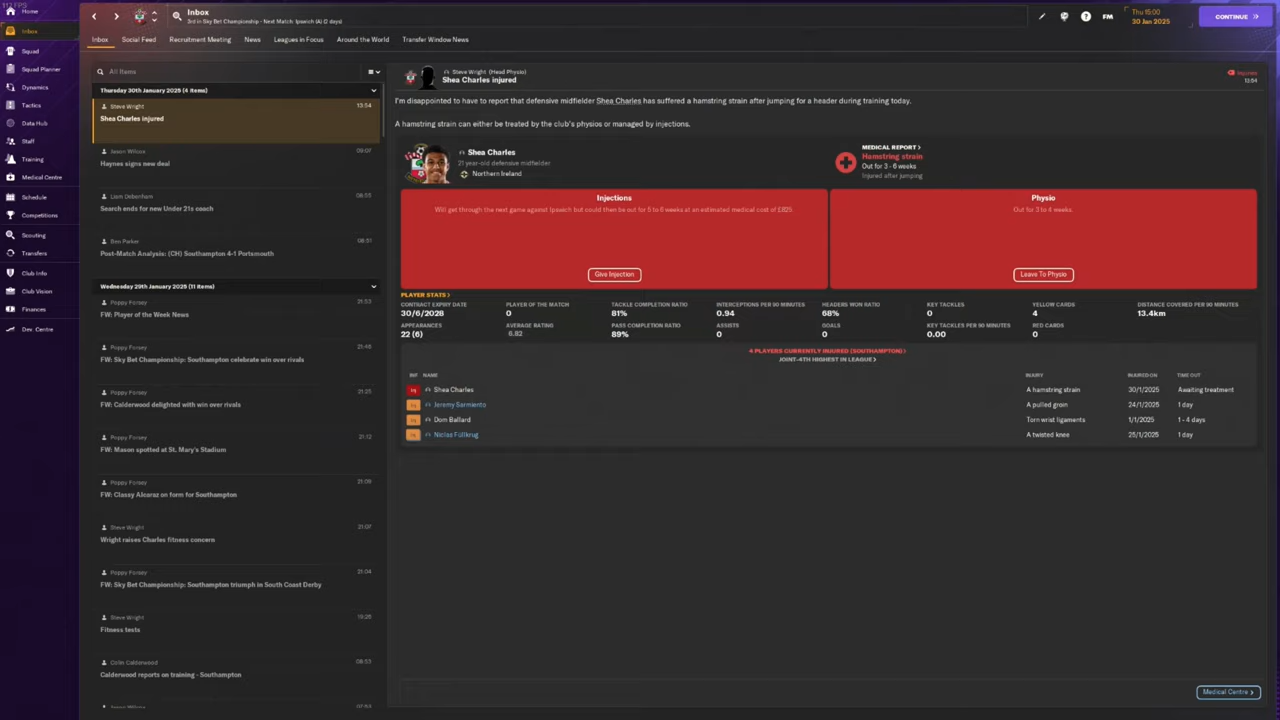 Home
Inbox
Squad
Squad Planner
Dynamics
Tactics
Data Hub
Staff
Training
Medical Centre
Schedule
Competitions
Scouting
Transfers
Club Info
Club Vision
Finances
Dev. Centre
Inbox
3rd in Sky Bet Championship - Next Match: Ipswich (A) (2 days)
FM
Thu 15:00
30 Jan 2025
CONTINUE
Inbox
Social Feed
Recruitment Meeting
News
Leagues in Focus
Around the World
Transfer Window News
All Items
Thursday 30th January 2025 (4 items)
Steve Wright 13:54
Shea Charles injured
Jason Wilcox 09:07
Haynes signs new deal
Liam Debenham 08:55
Search ends for new Under 21s coach
Ben Parker 08:51
Post-Match Analysis: (CH) Southampton 4-1 Portsmouth
Wednesday 29th January 2025 (11 items)
Poppy Forsey 21:53
FW: Player of the Week News
Poppy Forsey 21:48
FW: Sky Bet Championship: Southampton celebrate win over rivals
Poppy Forsey 21:25
FW: Calderwood delighted with win over rivals
Poppy Forsey 21:12
FW: Mason spotted at St. Mary's Stadium
Poppy Forsey 21:09
FW: Classy Alcaraz on form for Southampton
Steve Wright 21:07
Wright raises Charles fitness concern
Poppy Forsey 21:04
FW: Sky Bet Championship: Southampton triumph in South Coast Derby
Steve Wright 19:26
Fitness tests
Colin Calderwood 08:53
Calderwood reports on training - Southampton
Steve Wright (Head Physio)
Shea Charles injured
Injuries
13:54
I'm disappointed to have to report that defensive midfielder Shea Charles has suffered a hamstring strain after jumping for a header during training today.
A hamstring strain can either be treated by the club's physios or managed by injections.
Shea Charles
21 year-old defensive midfielder
Northern Ireland
MEDICAL REPORT
Hamstring strain
Out for 3 - 6 weeks
Injured after jumping
Injections
Will get through the next game against Ipswich but could then be out for 5 to 6 weeks at an estimated medical cost of £825.
Give Injection
Physio
Out for 3 to 4 weeks.
Leave To Physio
PLAYER STATS
CONTRACT EXPIRY DATE PLAYER OF THE MATCH TACKLE COMPLETION RATIO INTERCEPTIONS PER 90 MINUTES HEADERS WON RATIO KEY TACKLES YELLOW CARDS DISTANCE COVERED PER 90 MINUTES
30/6/2028 0 81% 0.94 68% 0 4 13.4km
APPEARANCES AVERAGE RATING PASS COMPLETION RATIO ASSISTS GOALS KEY TACKLES PER 90 MINUTES RED CARDS
22 (6) 6.92 89% 0 0 0.00 0
4 PLAYERS CURRENTLY INJURED (SOUTHAMPTON)
JOINT-4TH HIGHEST IN LEAGUE
INF NAME INJURY INJURED ON TIME OUT
Inj Shea Charles A hamstring strain 30/1/2025 Awaiting treatment
Inj Jeremy Sarmiento A pulled groin 24/1/2025 1 day
Inj Dom Ballard Torn wrist ligaments 1/1/2025 1 - 4 days
Inj Niclas Füllkrug A twisted knee 25/1/2025 1 day
Medical Centre